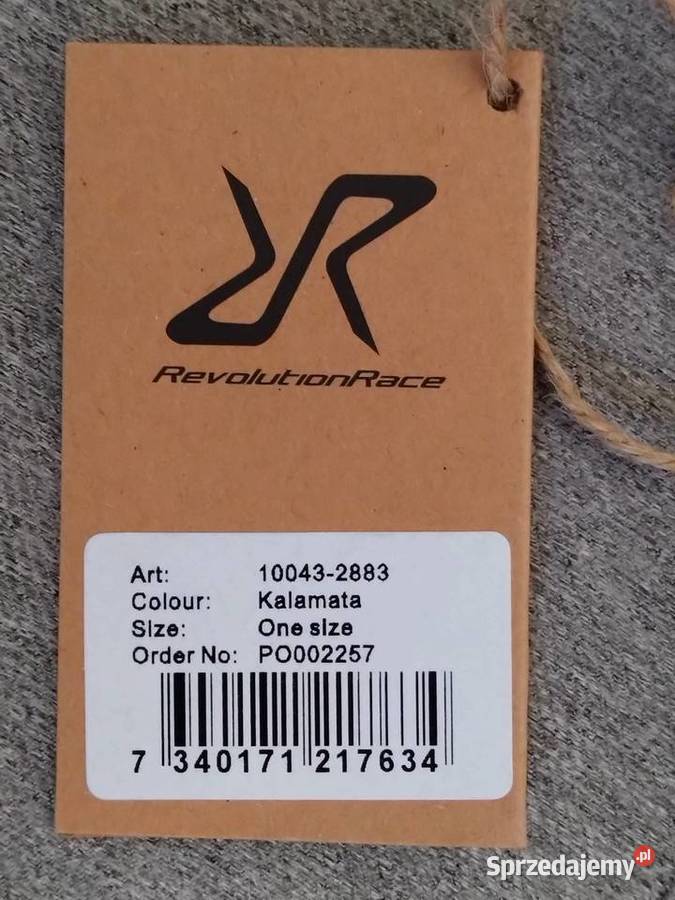 RevolutionRace
Art: 10043-2883
Colour: Kalamata
Size: One size
Order No: PO002257
7 340171 217634
Sprzedajemy.pl